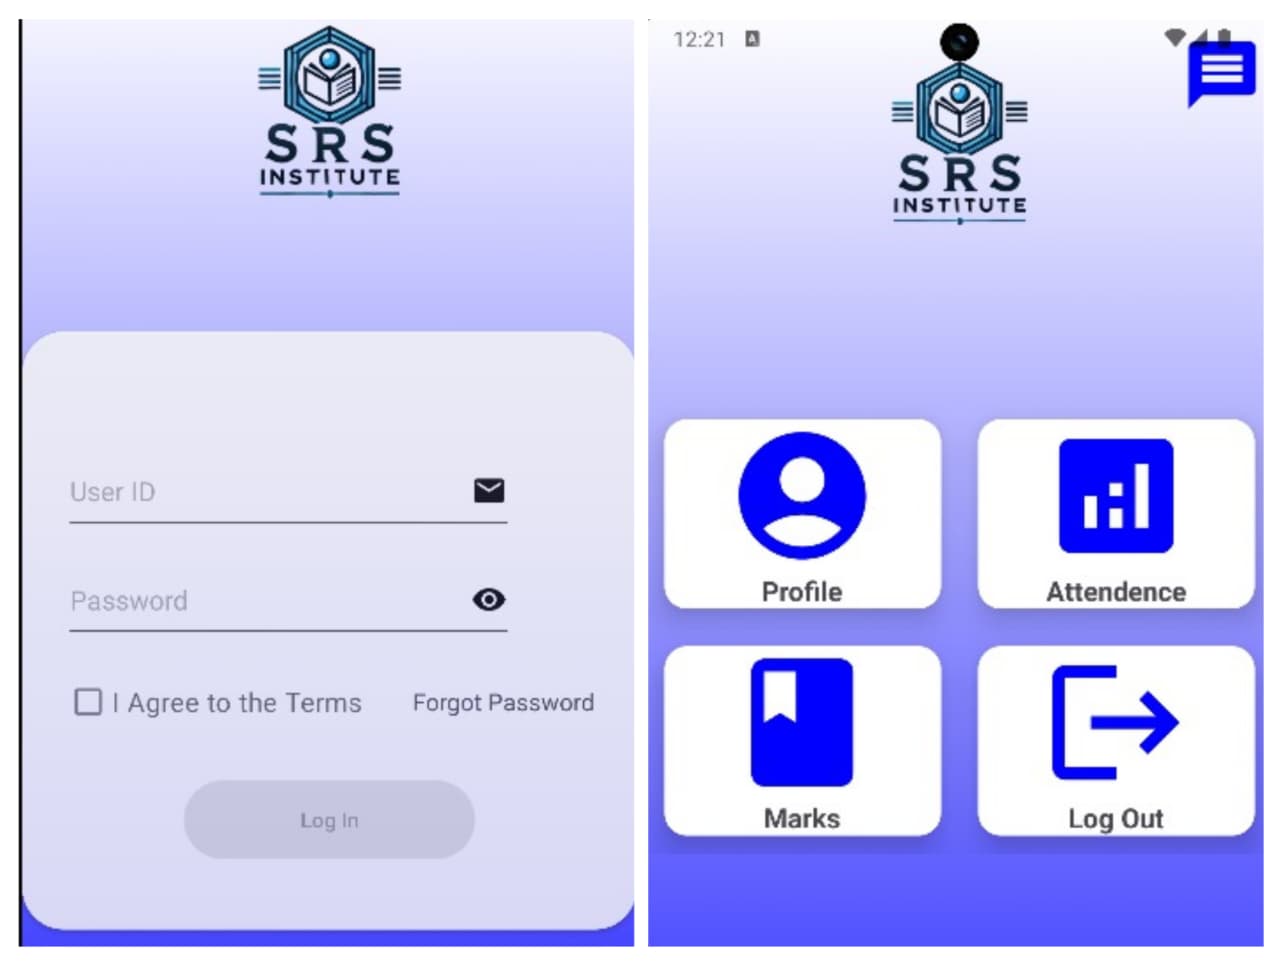 SRS
INSTITUTE
User ID
Password
I Agree to the Terms
Forgot Password
Log In
12:21
A
SRS
INSTITUTE
Profile
Attendence
Marks
Log Out